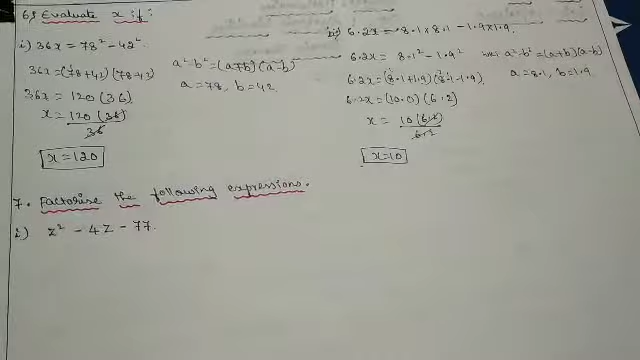 6) Evaluate x if:
i) 36x = 78² - 42².
36x = (78+42) (78-42)
a²-b² = (a+b) (a-b)
36x = 120 (36)
a = 78, b = 42
x = 120 (36)
36
x = 120
ii) 6.2x = 8.1 x 8.1 - 1.9 x 1.9.
6.2x = 8.1² - 1.9²
a²-b² = (a+b) (a-b)
6.2x = (8.1+1.9) (8.1-1.9).
a = 8.1, b = 1.9
6.2x = (10.0) (6.2)
x = 10 (6.2)
6.2
x = 10
7. Factorise the following expressions.
i) z² - 4z - 77.